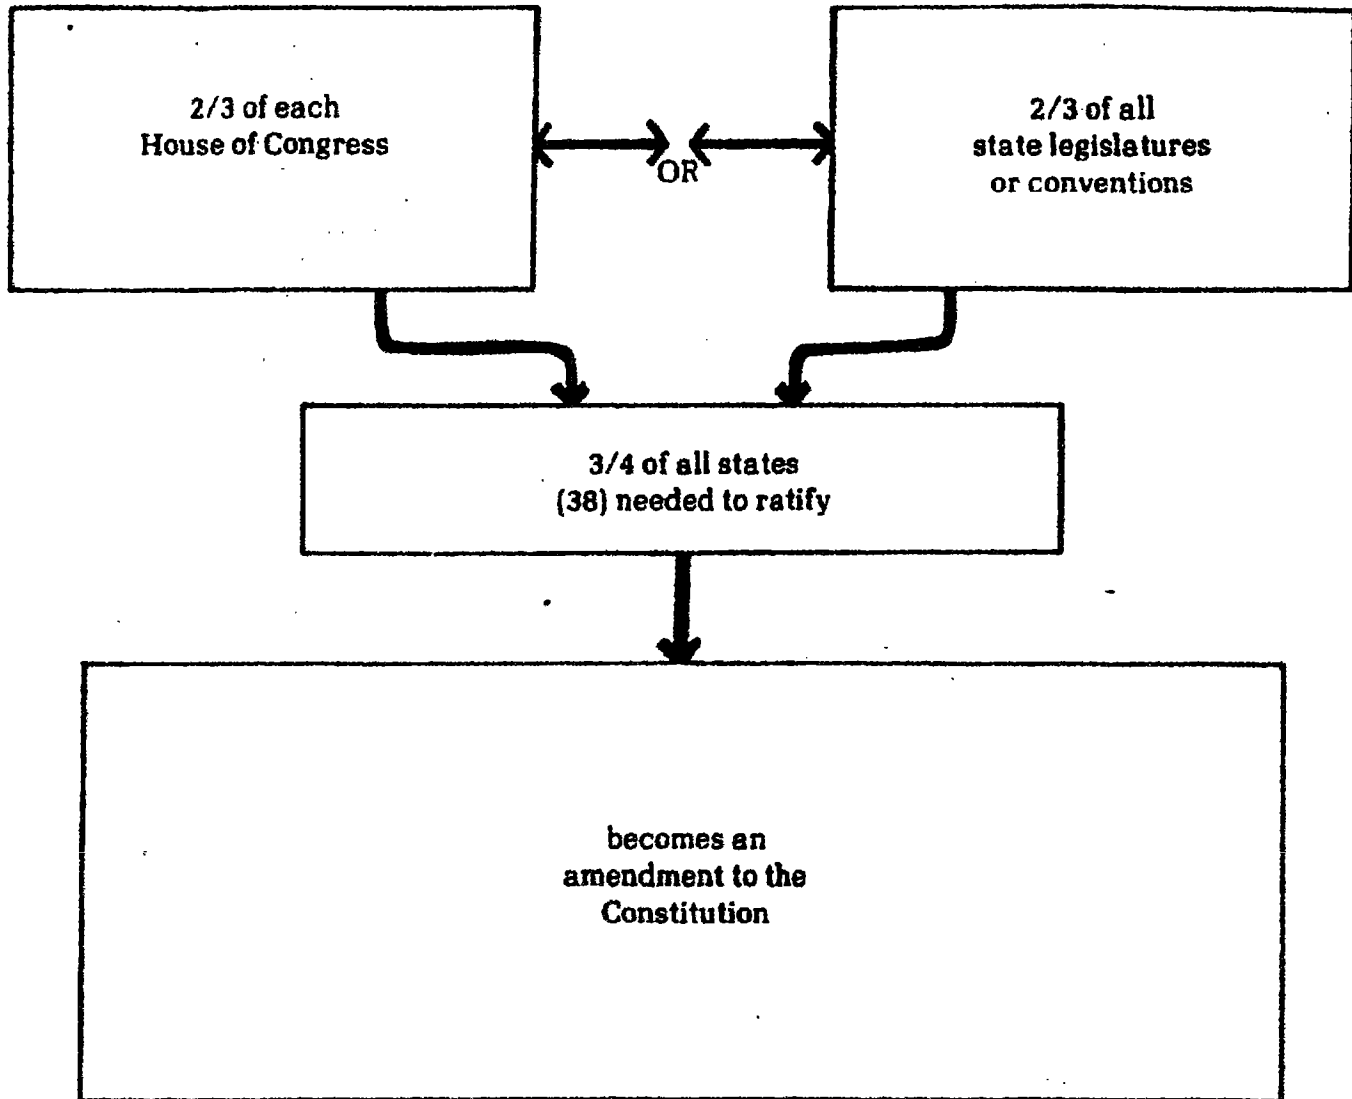 2/3 of each
House of Congress
OR
2/3 of all
state legislatures
or conventions
3/4 of all states
(38) needed to ratify
becomes an
amendment to the
Constitution